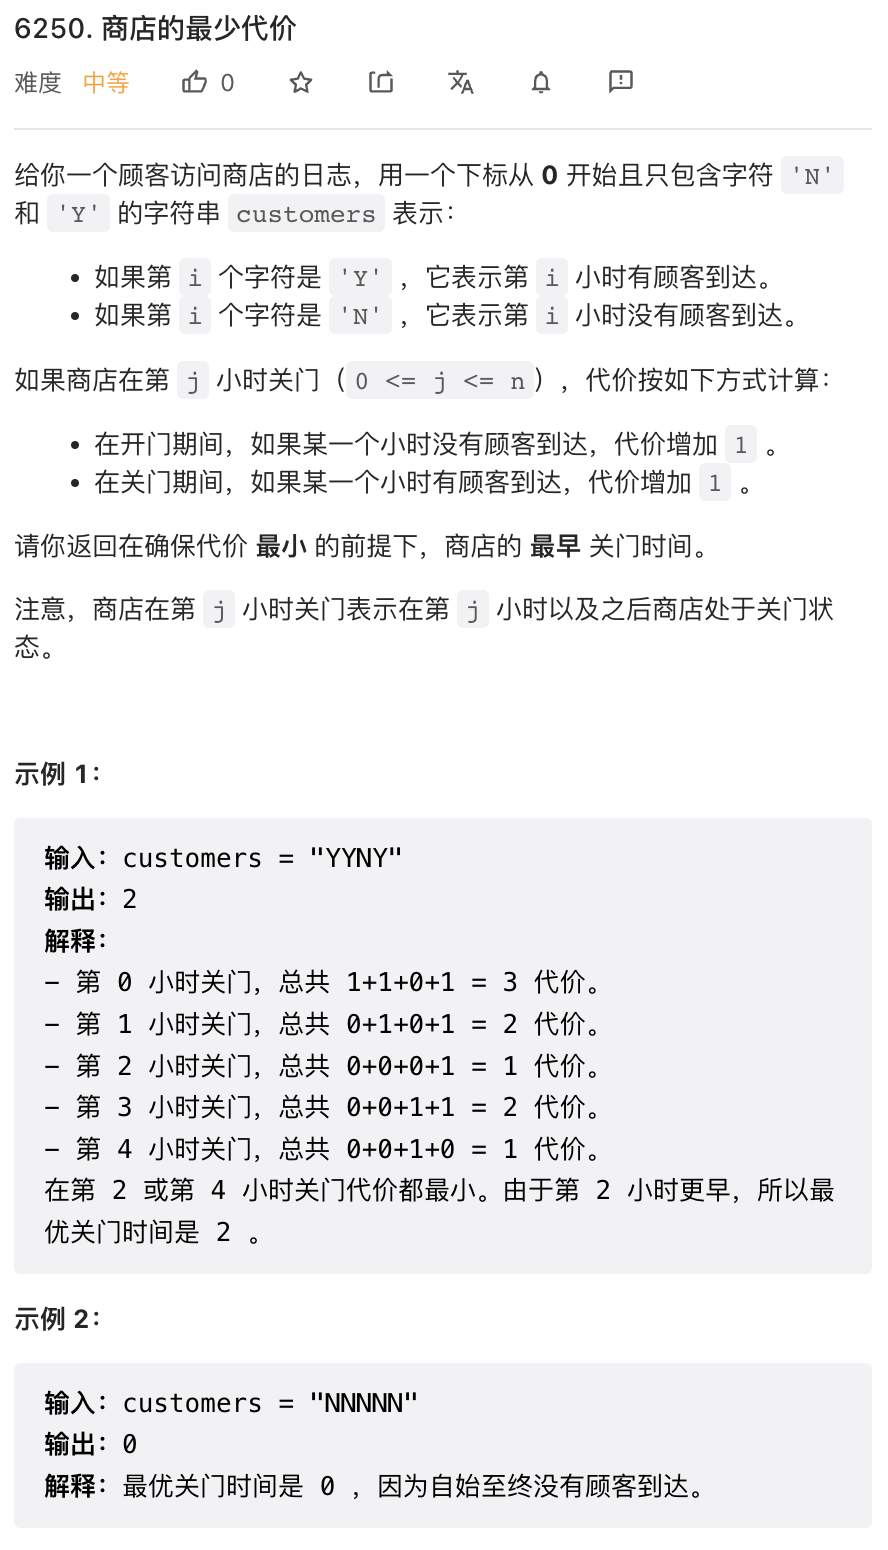 6250. 商店的最少代价
难度 中等 0
给你一个顾客访问商店的日志，用一个下标从 0 开始且只包含字符 'N'
和 'Y' 的字符串 customers 表示：
• 如果第 i 个字符是 'Y' ，它表示第 i 小时有顾客到达。
• 如果第 i 个字符是 'N' ，它表示第 i 小时没有顾客到达。
如果商店在第 j 小时关门（0 <= j <= n），代价按如下方式计算：
• 在开门期间，如果某一个小时没有顾客到达，代价增加 1 。
• 在关门期间，如果某一个小时有顾客到达，代价增加 1 。
请你返回在确保代价 最小 的前提下，商店的 最早 关门时间。
注意，商店在第 j 小时关门表示在第 j 小时以及之后商店处于关门状
态。
示例 1：
输入：customers = "YYNY"
输出：2
解释：
- 第 0 小时关门，总共 1+1+0+1 = 3 代价。
- 第 1 小时关门，总共 0+1+0+1 = 2 代价。
- 第 2 小时关门，总共 0+0+0+1 = 1 代价。
- 第 3 小时关门，总共 0+0+1+1 = 2 代价。
- 第 4 小时关门，总共 0+0+1+0 = 1 代价。
在第 2 或第 4 小时关门代价都最小。由于第 2 小时更早，所以最
优关门时间是 2 。
示例 2：
输入：customers = "NNNNN"
输出：0
解释：最优关门时间是 0 ，因为自始至终没有顾客到达。